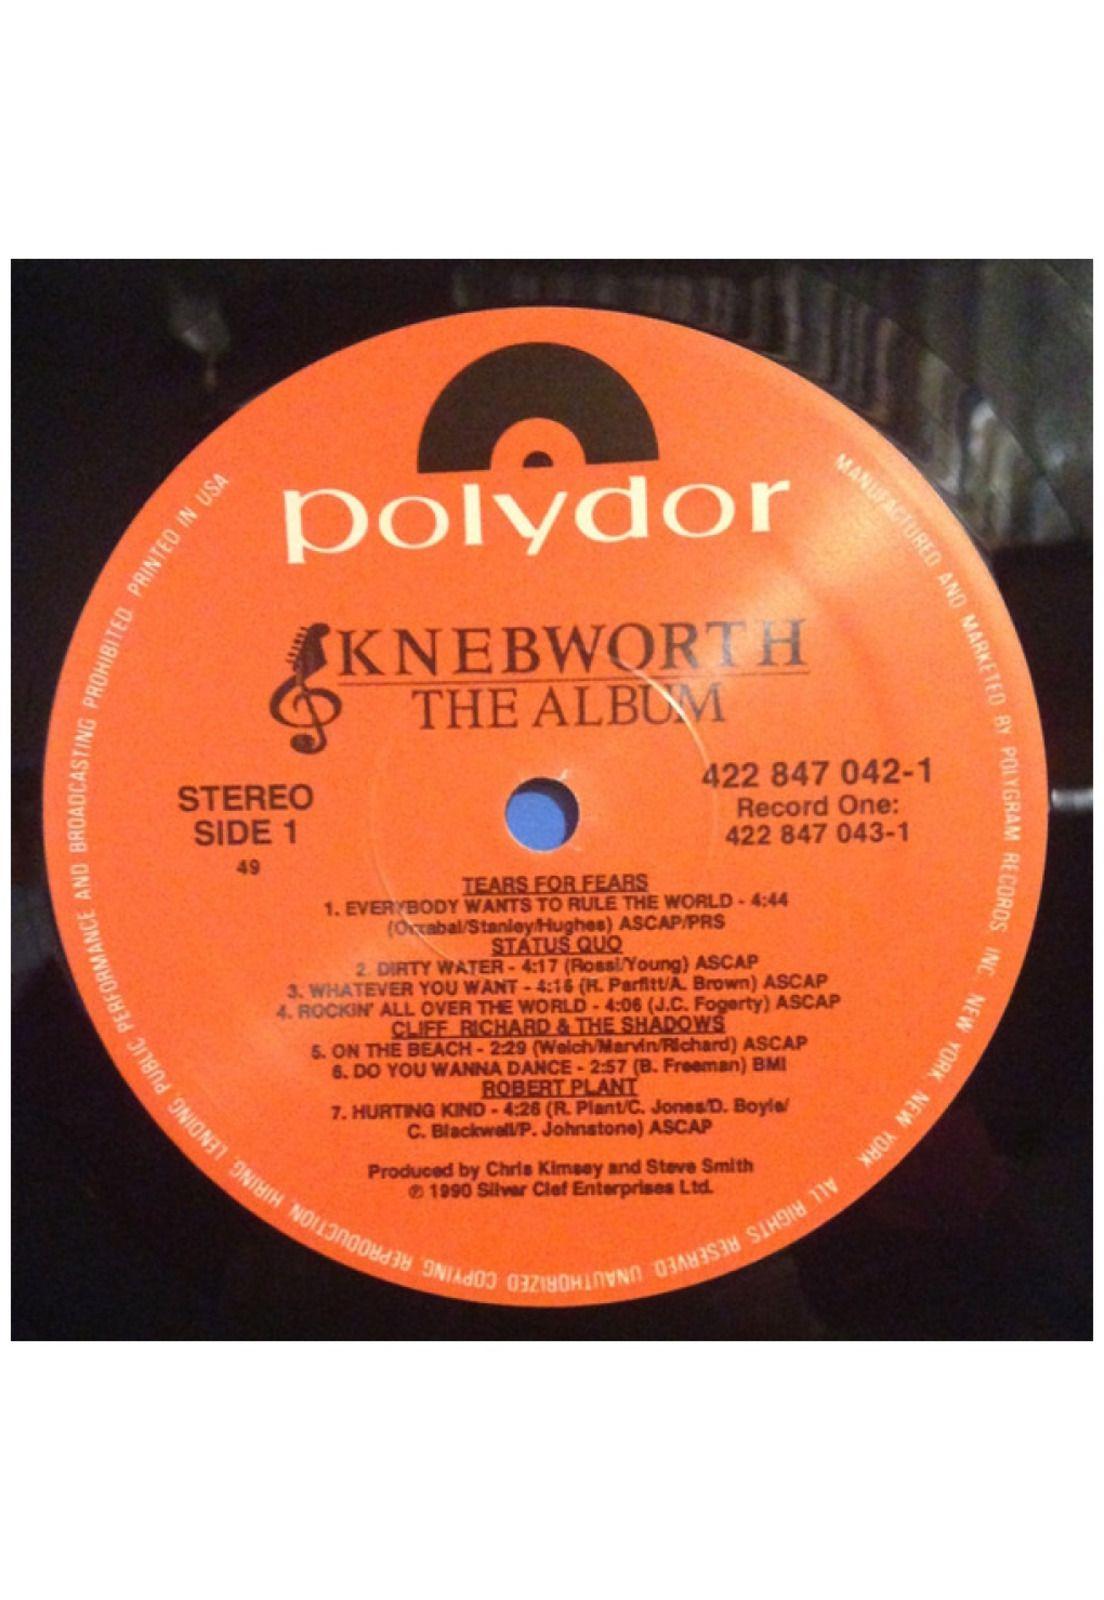 polydor
KNEBWORTH
THE ALBUM
STEREO
SIDE 1
49
422 847 042-1
Record One:
422 847 043-1
TEARS FOR FEARS
1. EVERYBODY WANTS TO RULE THE WORLD - 4:44
(Orzabal/Stanley/Hughes) ASCAP/PRS
STATUS QUO
2. DIRTY WATER - 4:17 (Rossi/Young) ASCAP
3. WHATEVER YOU WANT - 4:16 (R. Parfitt/A. Brown) ASCAP
4. ROCKIN' ALL OVER THE WORLD - 4:06 (J.C. Fogerty) ASCAP
CLIFF RICHARD & THE SHADOWS
5. ON THE BEACH - 2:29 (Welch/Marvin/Richard) ASCAP
6. DO YOU WANNA DANCE - 2:57 (B. Freeman) BMI
ROBERT PLANT
7. HURTING KIND - 4:26 (R. Plant/C. Jones/D. Boyle/
C. Blackwell/P. Johnstone) ASCAP
Produced by Chris Kimsey and Steve Smith
℗ 1990 Silver Clef Enterprises Ltd.
MANUFACTURED AND MARKETED BY POLYGRAM RECORDS INC. NEW YORK, NEW YORK ALL RIGHTS RESERVED. UNAUTHORIZED COPYING, REPRODUCTION, HIRING, LENDING, PUBLIC PERFORMANCE AND BROADCASTING PROHIBITED. PRINTED IN USA